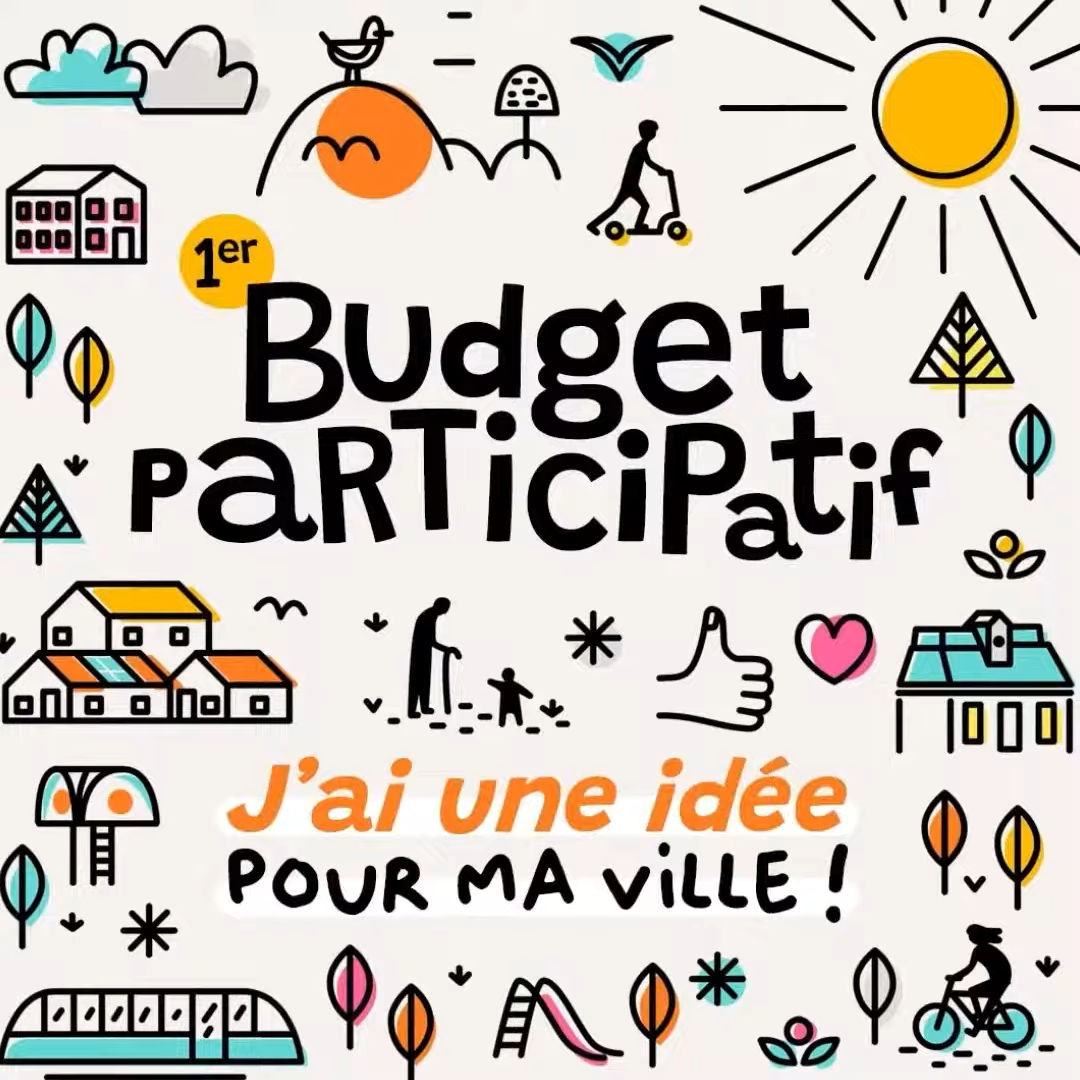 1er
Budget
PaRTiciPatif
J'ai une idée
POUR MA ViLLE !